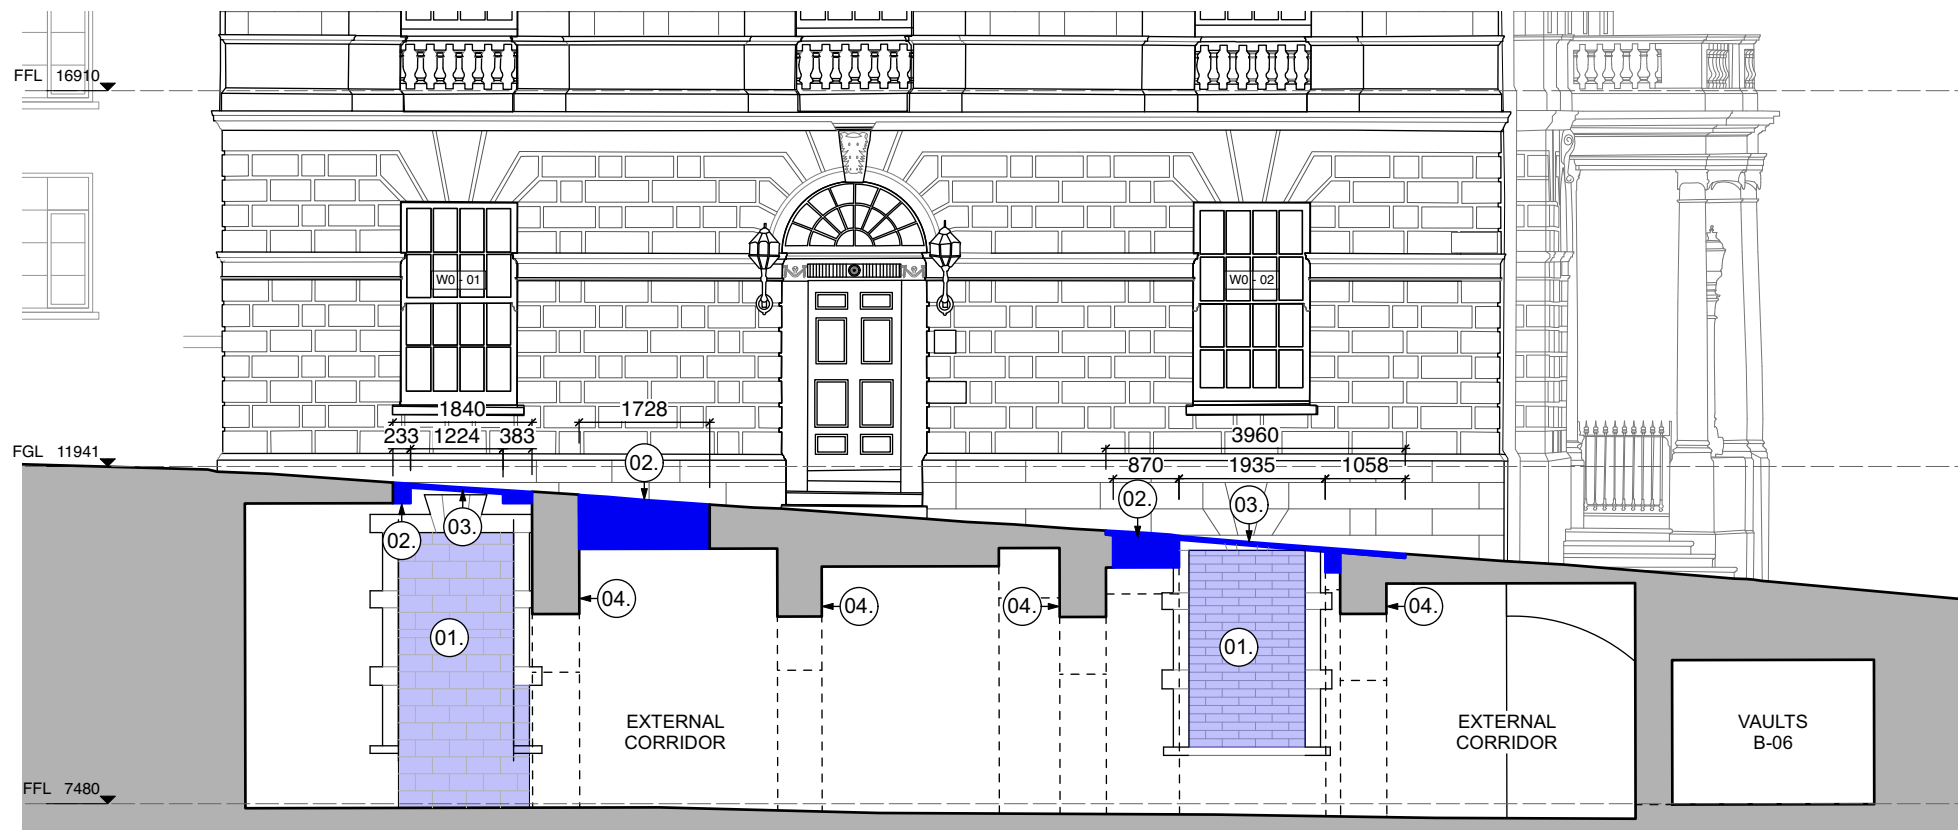 FFL 16910
W0 - 01
W0 - 02
1840
1728
233 1224 383
3960
FGL 11941
870 1935 1058
02.
02.
03.
02.
03.
04.
04.
04.
04.
01.
01.
EXTERNAL
CORRIDOR
EXTERNAL
CORRIDOR
VAULTS
B-06
FFL 7480